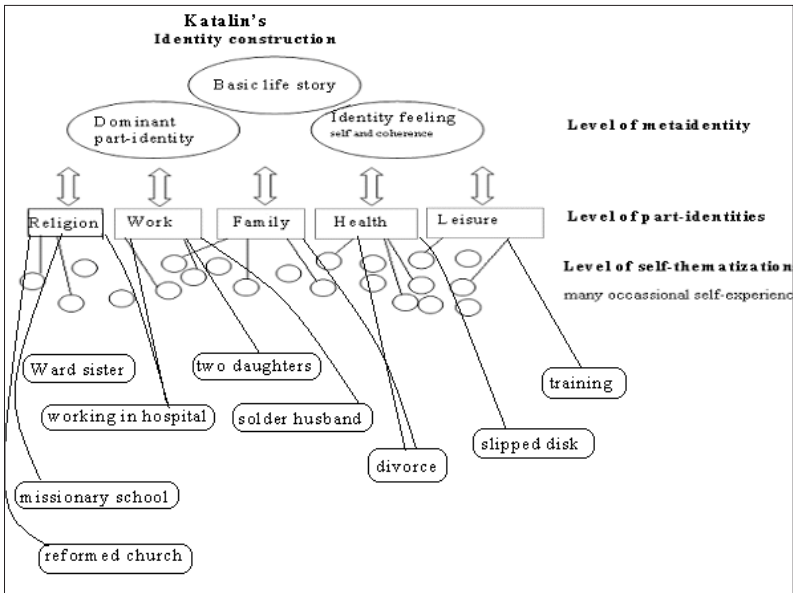 Katalin's
Identity construction
Basic life story
Dominant
part-identity
Identity feeling
self and coherence
Level of metaidentity
Religion
Work
Family
Health
Leisure
Level of part-identities
Level of self-thematization
many occassional self-experienc
Ward sister
two daughters
training
working in hospital
solder husband
slipped disk
divorce
missionary school
reformed church